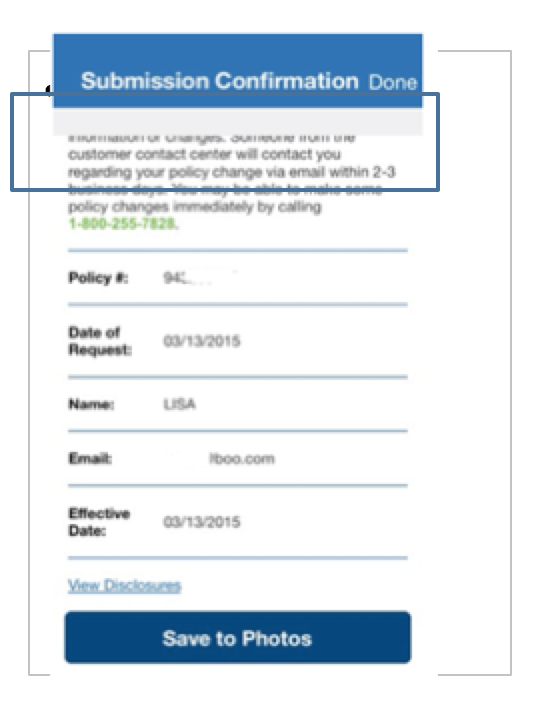 Submission Confirmation Done
information or changes. Someone from the
customer contact center will contact you
regarding your policy change via email within 2-3
business days. You may be able to make some
policy changes immediately by calling
1-800-255-7828.
Policy #:
Date of
Request: 03/13/2015
Name: LISA
Email: boo.com
Effective
Date: 03/13/2015
View Disclosures
Save to Photos